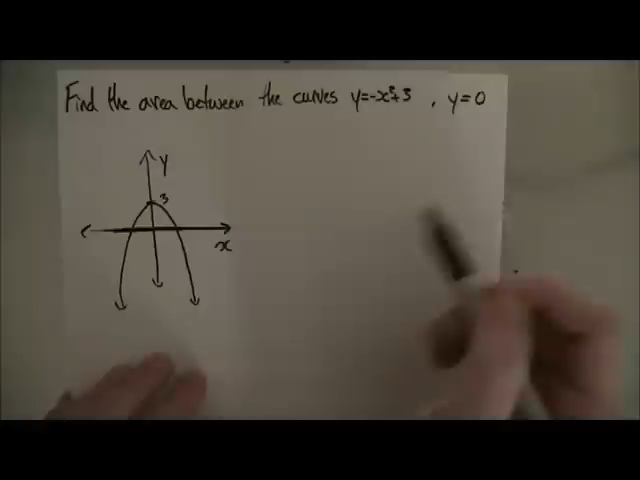 Find the area between the curves y=-x²+3 , y=0
y
3
x